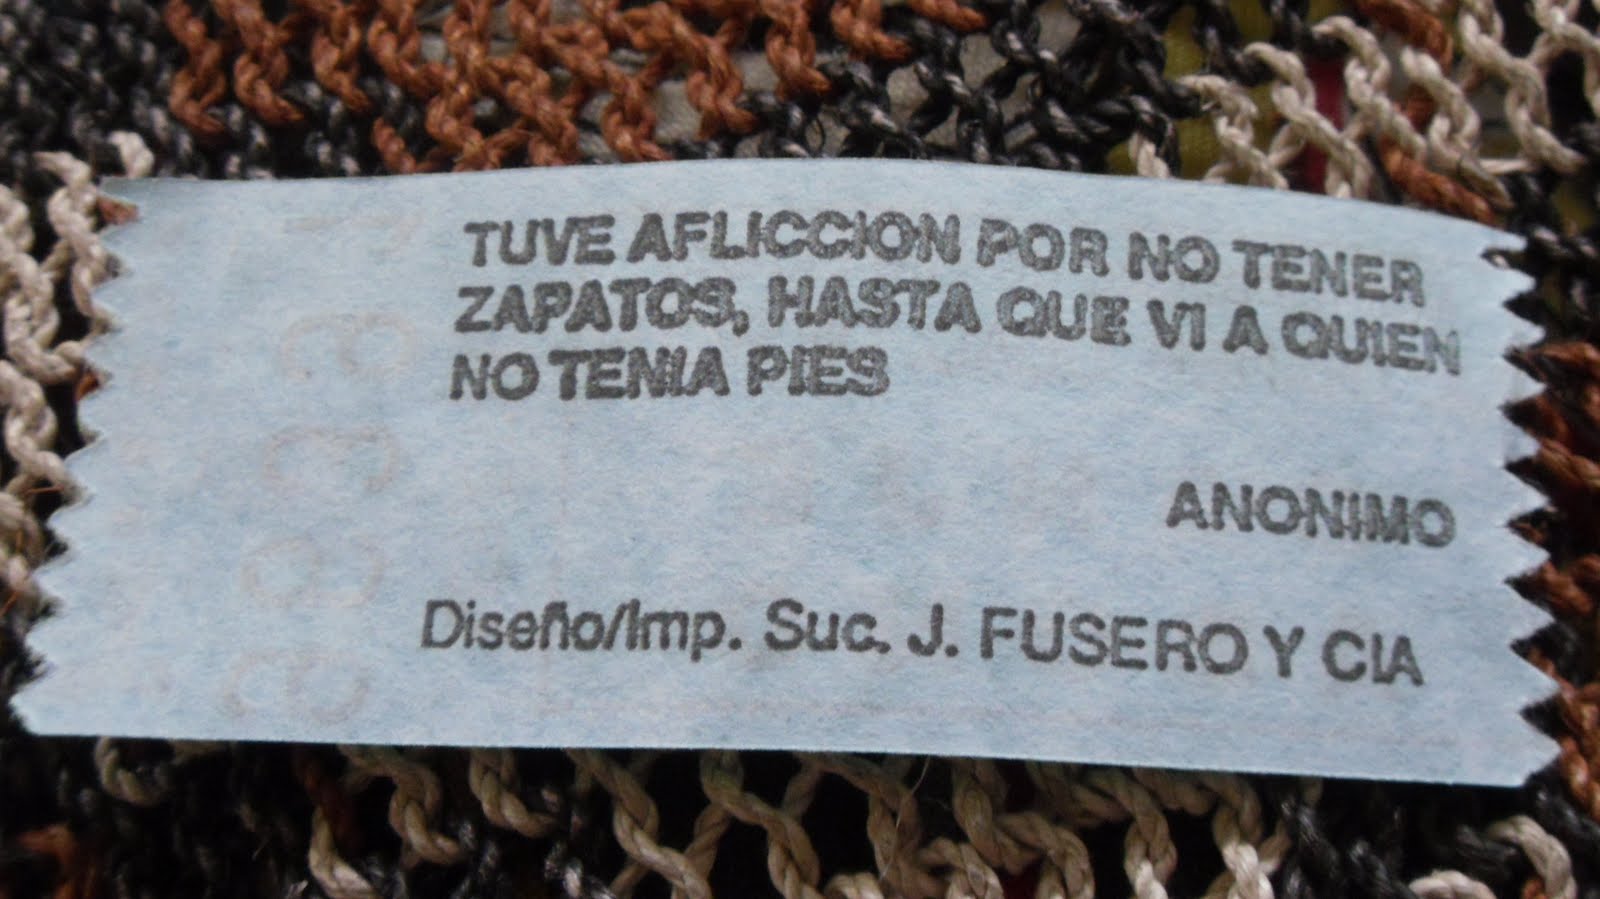 TUVE AFLICCION POR NO TENER
ZAPATOS, HASTA QUE VI A QUIEN
NO TENIA PIES
ANONIMO
Diseño/Imp. Suc. J. FUSERO Y CIA